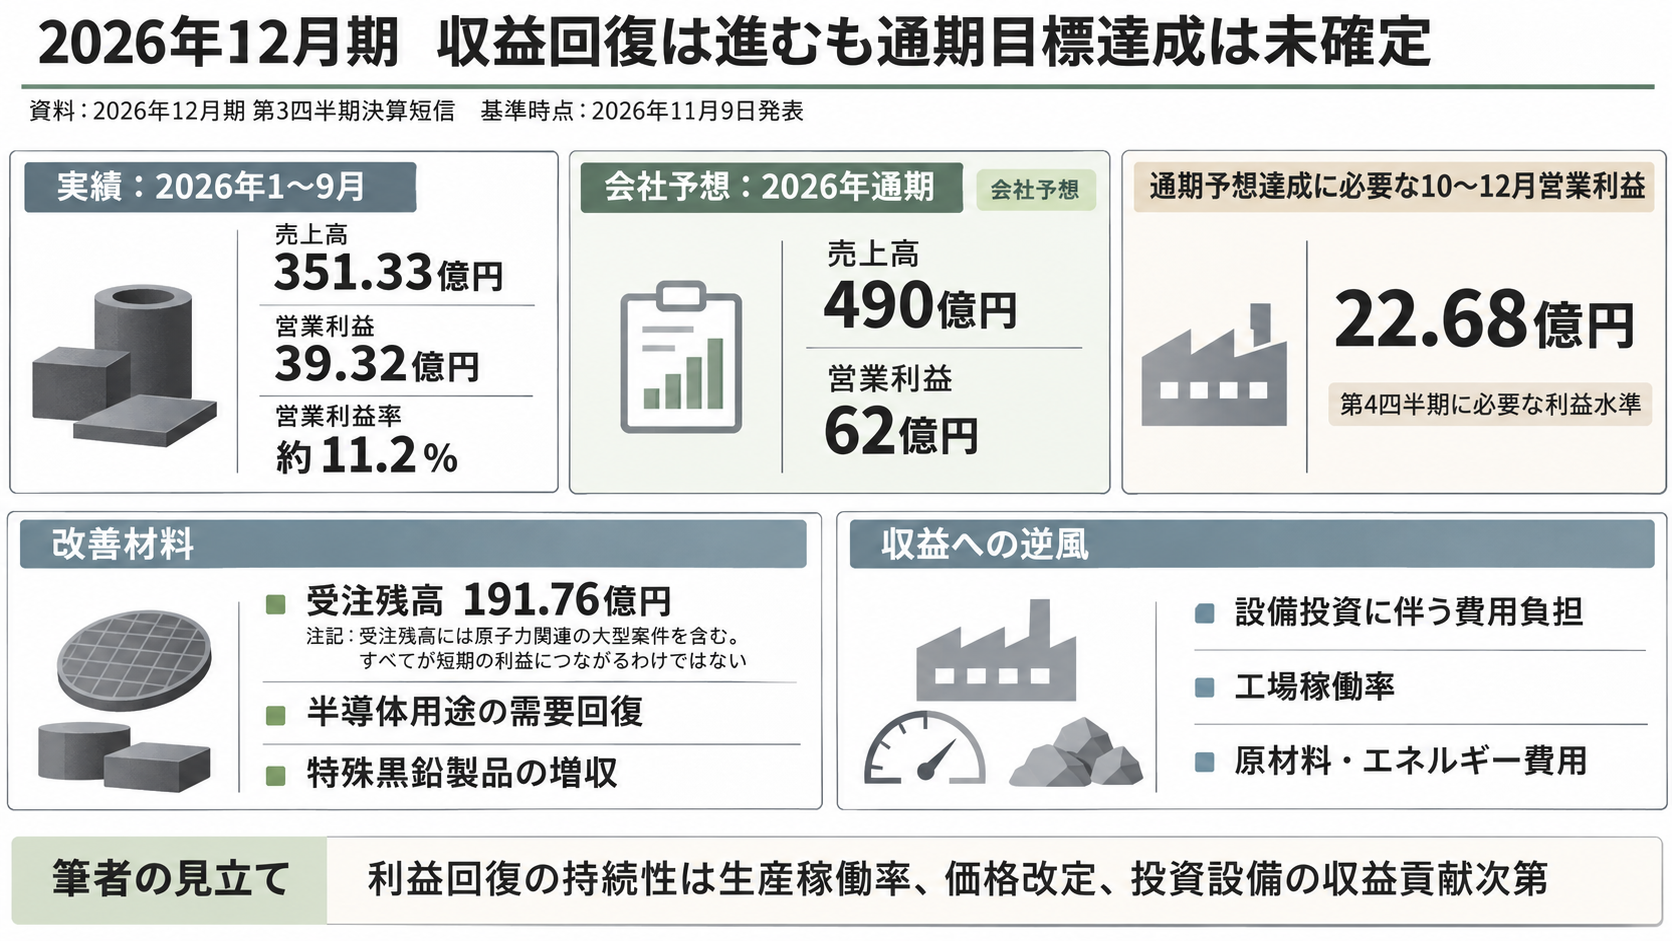 2026年12月期 収益回復は進むも通期目標達成は未確定
資料：2026年12月期 第3四半期決算短信 基準時点：2026年11月9日発表
実績：2026年1～9月
売上高
351.33億円
営業利益
39.32億円
営業利益率
約11.2%
会社予想：2026年通期
会社予想
売上高
490億円
営業利益
62億円
通期予想達成に必要な10～12月営業利益
22.68億円
第4四半期に必要な利益水準
改善材料
受注残高 191.76億円
注記：受注残高には原子力関連の大型案件を含む。
すべてが短期の利益につながるわけではない
半導体用途の需要回復
特殊黒鉛製品の増収
収益への逆風
設備投資に伴う費用負担
工場稼働率
原材料・エネルギー費用
筆者の見立て
利益回復の持続性は生産稼働率、価格改定、投資設備の収益貢献次第